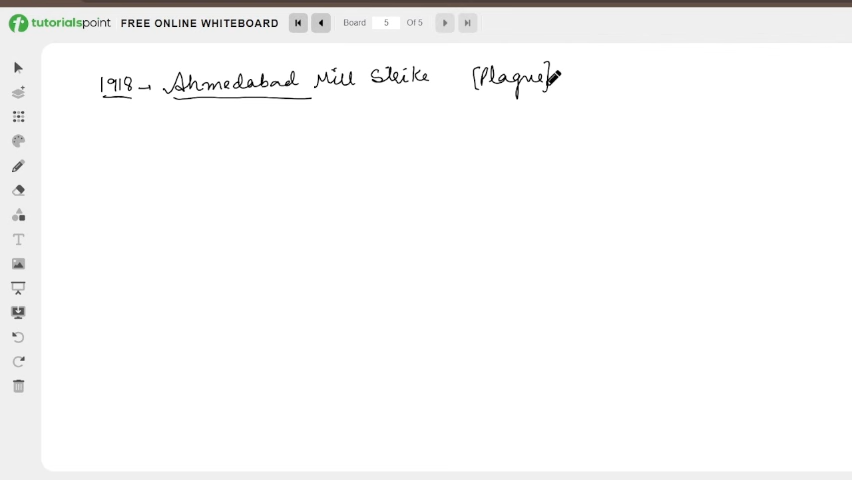 tutorialspoint FREE ONLINE WHITEBOARD Board 5 Of 5
1918 → Ahmedabad Mill Strike [Plague]
T